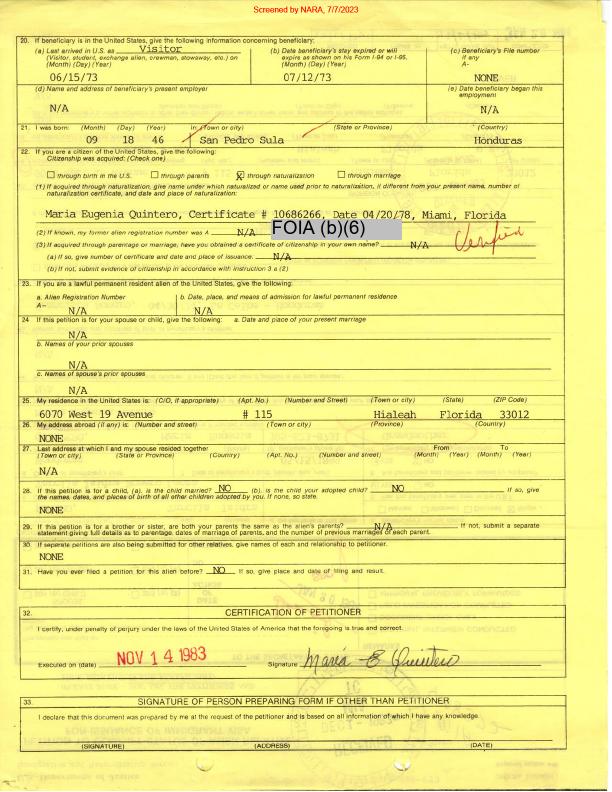 Screened by NARA, 7/7/2023
20. If beneficiary is in the United States, give the following information concerning beneficiary:
(a) Last arrived in U.S. as Visitor
(Visitor, student, exchange alien, crewman, stowaway, etc.) on
(Month) (Day) (Year)
06/15/73
(b) Date beneficiary's stay expired or will
expire as shown on his Form I-94 or I-95.
(Month) (Day) (Year)
07/12/73
(c) Beneficiary's File number
if any
A-
NONE
(d) Name and address of beneficiary's present employer
N/A
(e) Date beneficiary began this
employment
N/A
21. I was born: (Month) (Day) (Year) in: (Town or city) (State or Province) (Country)
09 18 46 San Pedro Sula Honduras
22. If you are a citizen of the United States, give the following:
Citizenship was acquired: (Check one)
through birth in the U.S. through parents X through naturalization through marriage
(1) If acquired through naturalization, give name under which naturalized or name used prior to naturalization, if different from your present name, number of
naturalization certificate, and date and place of naturalization:
Maria Eugenia Quintero, Certificate # 10686266, Date 04/20/78, Miami, Florida
(2) If known, my former alien registration number was A N/A FOIA (b)(6)
(3) If acquired through parentage or marriage, have you obtained a certificate of citizenship in your own name? N/A Verified
(a) If so, give number of certificate and date and place of issuance. N/A
(b) If not, submit evidence of citizenship in accordance with instruction 3 a (2)
23. If you are a lawful permanent resident alien of the United States, give the following:
a. Alien Registration Number
A– N/A
b. Date, place, and means of admission for lawful permanent residence
N/A
24 If this petition is for your spouse or child, give the following: a. Date and place of your present marriage
N/A
b. Names of your prior spouses
N/A
c. Names of spouse's prior spouses
N/A
25. My residence in the United States is: (C/O, if appropriate) (Apt. No.) (Number and Street) (Town or city) (State) (ZIP Code)
6070 West 19 Avenue # 115 Hialeah Florida 33012
26. My address abroad (if any) is: (Number and Street) (Town or city) (Province) (Country)
NONE
27. Last address at which I and my spouse resided together From To
(Town or city) (State or Province) (Country) (Apt. No.) (Number and street) (Month) (Year) (Month) (Year)
N/A
28. If this petition is for a child, (a). is the child married? NO (b). is the child your adopted child? NO If so, give
the names, dates, and places of birth of all other children adopted by you. If none, so state.
NONE
29. If this petition is for a brother or sister, are both your parents the same as the alien's parents? N/A If not, submit a separate
statement giving full details as to parentage, dates of marriage of parents, and the number of previous marriages of each parent.
30. If separate petitions are also being submitted for other relatives, give names of each and relationship to petitioner.
NONE
31. Have you ever filed a petition for this alien before? NO If so, give place and date of filing and result.
32. CERTIFICATION OF PETITIONER
I certify, under penalty of perjury under the laws of the United States of America that the foregoing is true and correct.
Executed on (date) NOV 14 1983 Signature Maria E Quintero
33. SIGNATURE OF PERSON PREPARING FORM IF OTHER THAN PETITIONER
I declare that this document was prepared by me at the request of the petitioner and is based on all information of which I have any knowledge.
(SIGNATURE) (ADDRESS) (DATE)